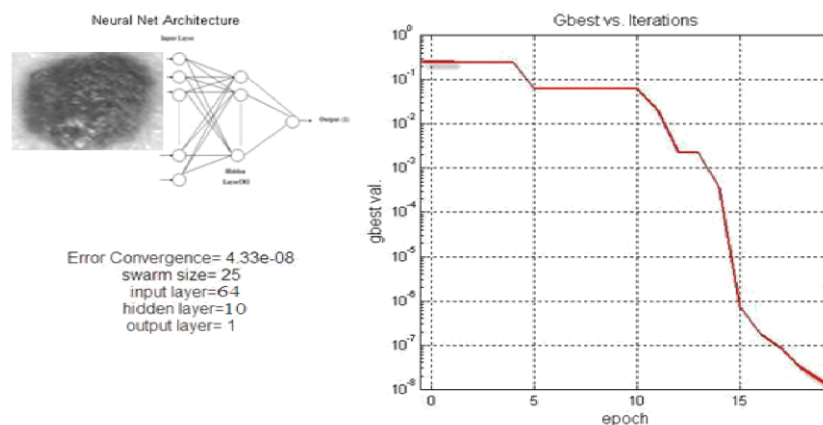 Neural Net Architecture
Input Layer
Output (1)
Hidden
Error Convergence= 4.33e-08
swarm size= 25
input layer=64
hidden layer=10
output layer= 1
Gbest vs. Iterations
gbest val.
10^0
10^-1
10^-2
10^-3
10^-4
10^-5
10^-6
10^-7
10^-8
0
5
10
15
epoch